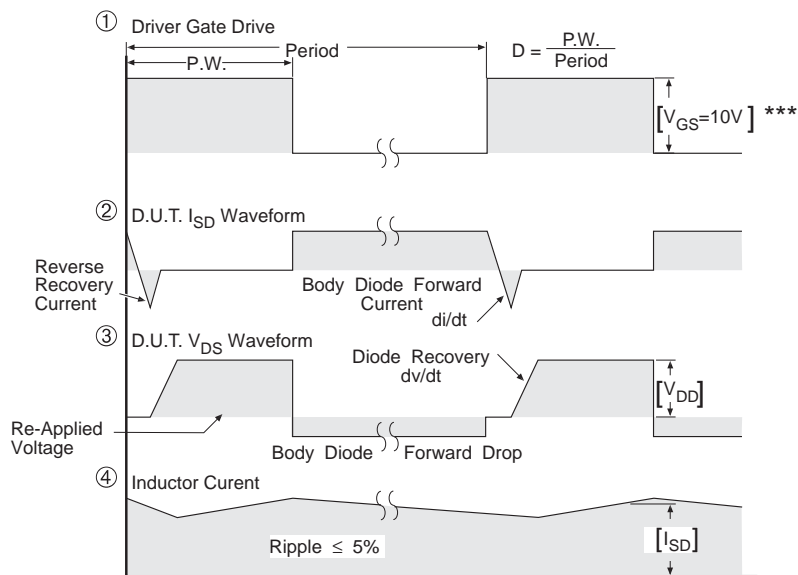 ① Driver Gate Drive
P.W.
Period
D = P.W.
Period
[VGS=10V] ***
② D.U.T. ISD Waveform
Reverse
Recovery
Current
Body Diode Forward
Current
di/dt
③ D.U.T. VDS Waveform
Diode Recovery
dv/dt
[VDD]
Re-Applied
Voltage
Body Diode Forward Drop
④ Inductor Curent
Ripple ≤ 5%
[ISD]